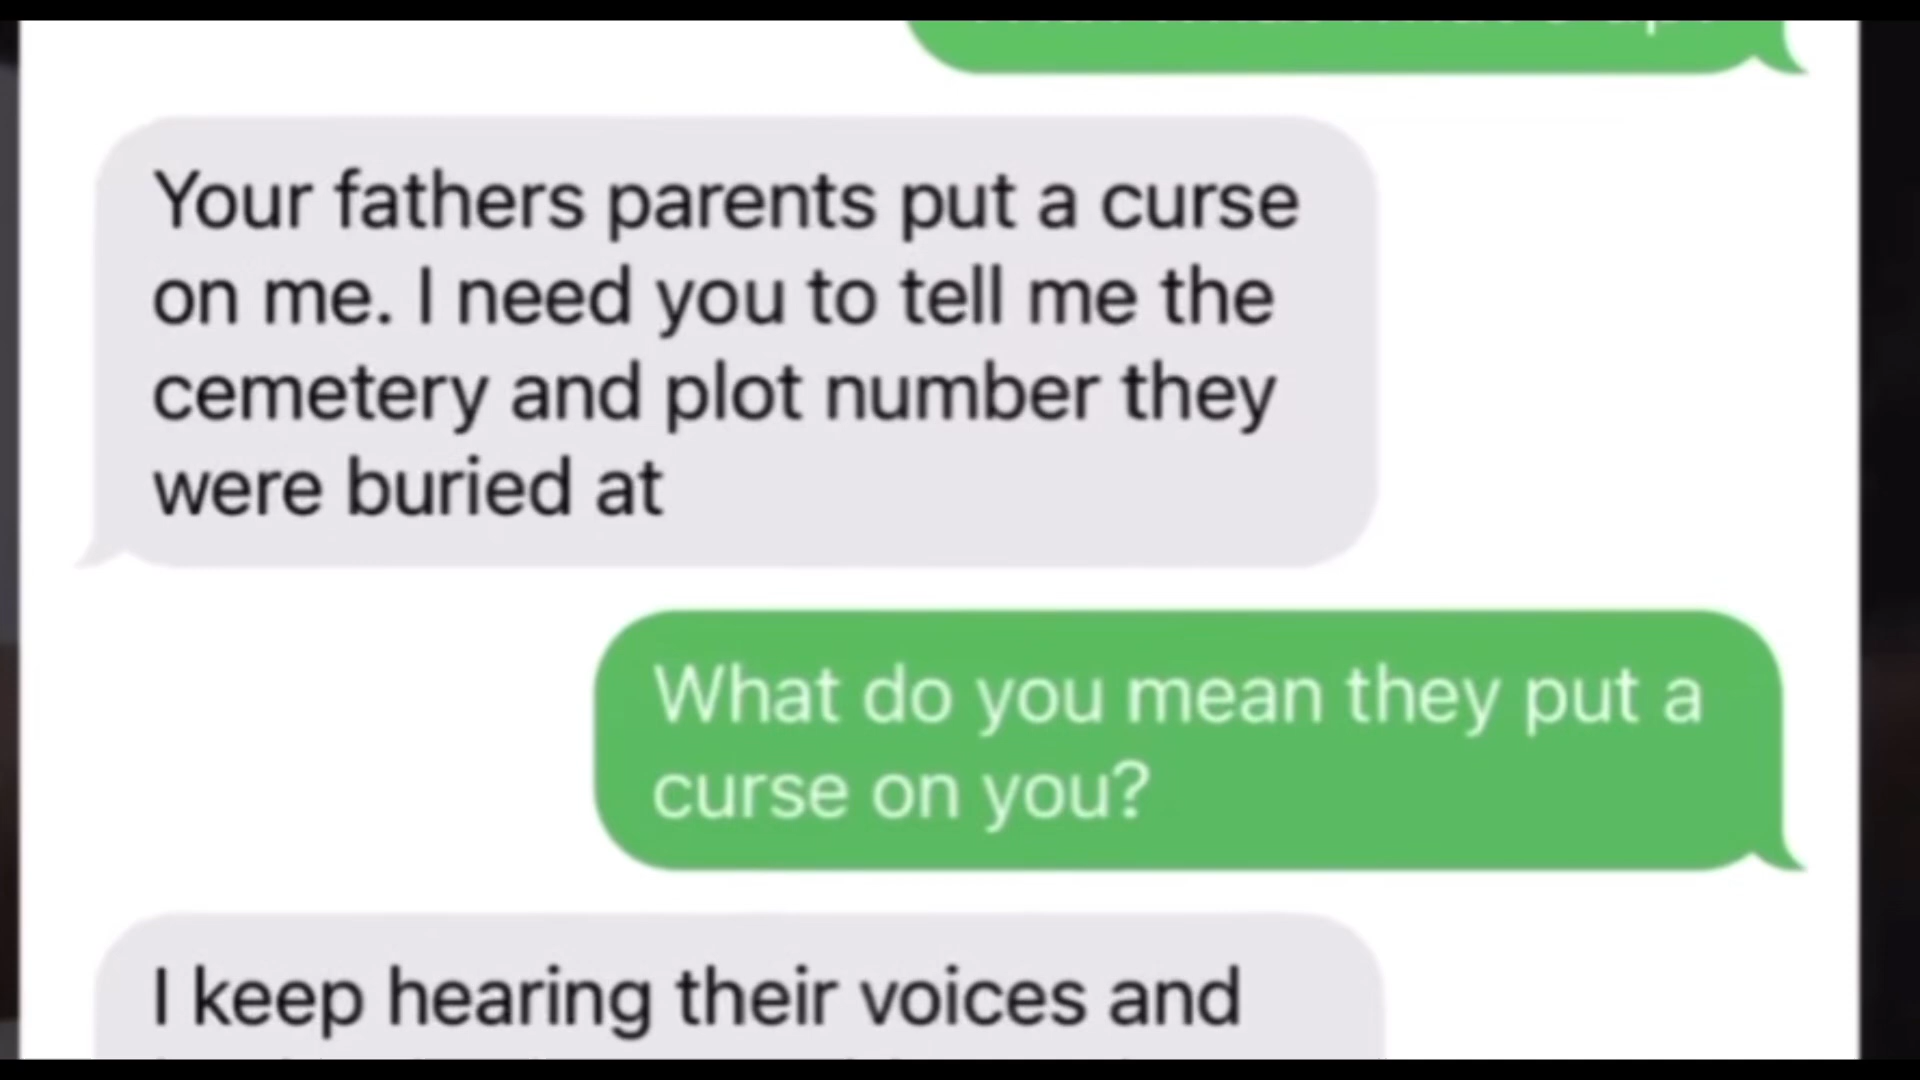 Your fathers parents put a curse
on me. I need you to tell me the
cemetery and plot number they
were buried at
What do you mean they put a
curse on you?
I keep hearing their voices and